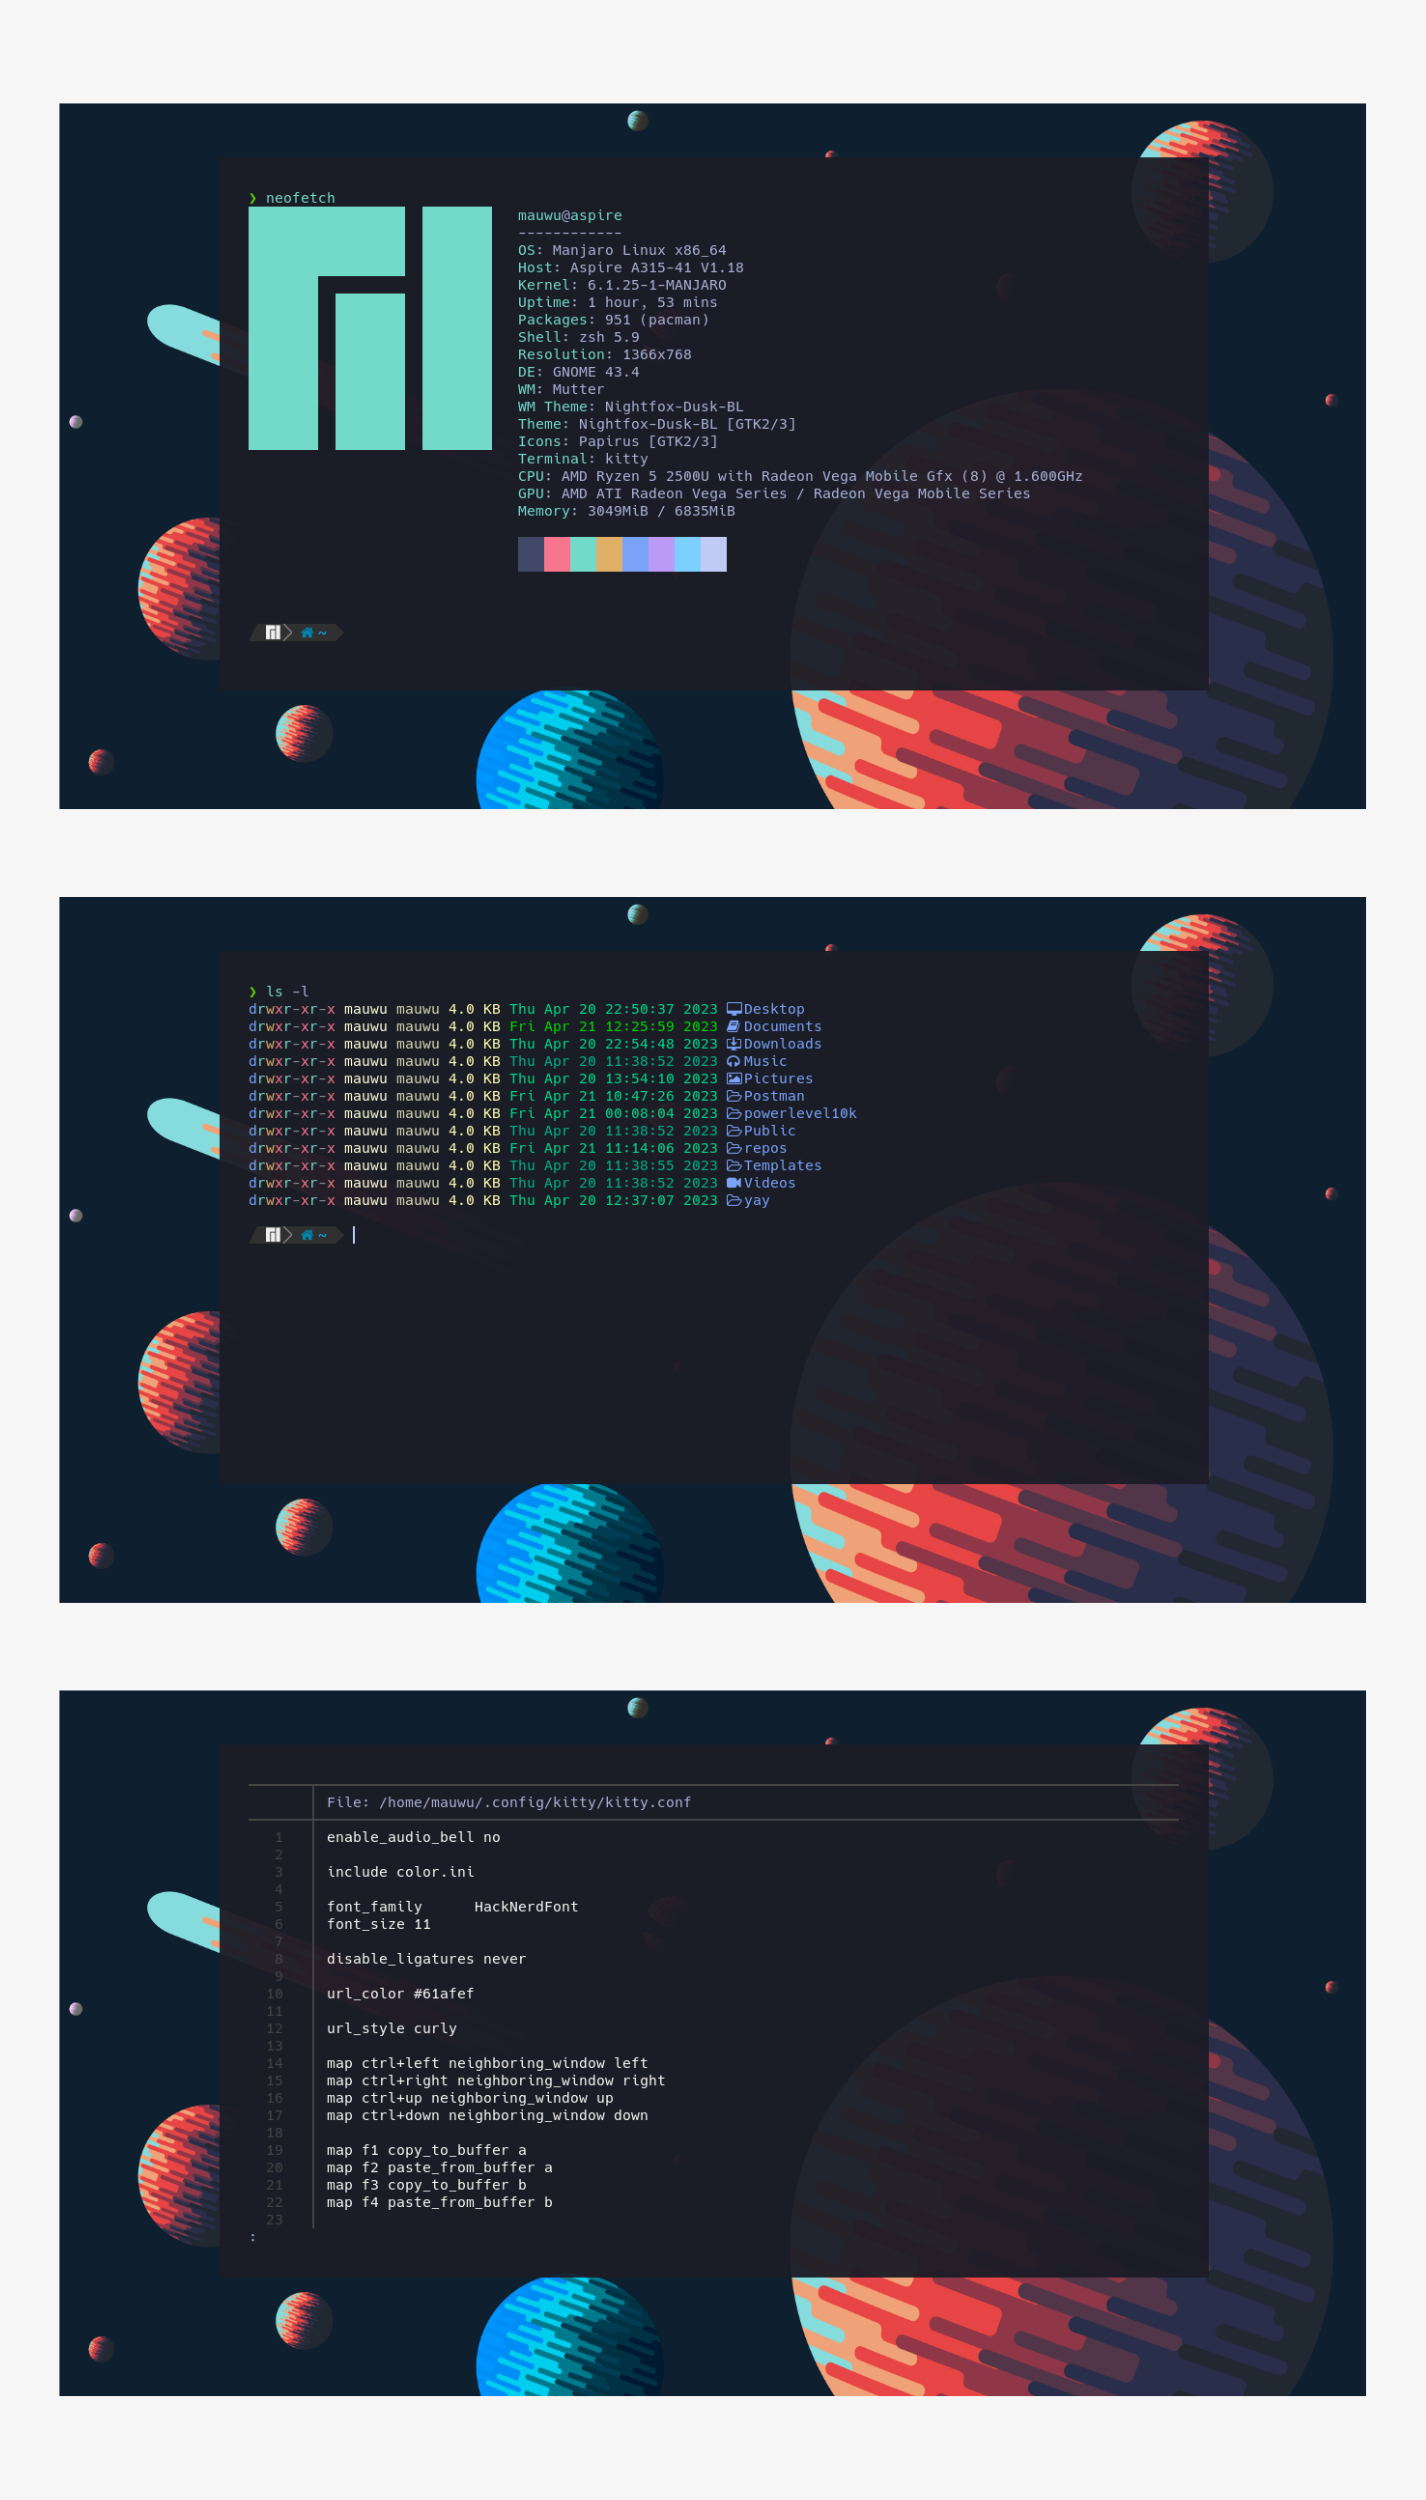 ❯ neofetch
mauwu@aspire
------------
OS: Manjaro Linux x86_64
Host: Aspire A315-41 V1.18
Kernel: 6.1.25-1-MANJARO
Uptime: 1 hour, 53 mins
Packages: 951 (pacman)
Shell: zsh 5.9
Resolution: 1366x768
DE: GNOME 43.4
WM: Mutter
WM Theme: Nightfox-Dusk-BL
Theme: Nightfox-Dusk-BL [GTK2/3]
Icons: Papirus [GTK2/3]
Terminal: kitty
CPU: AMD Ryzen 5 2500U with Radeon Vega Mobile Gfx (8) @ 1.600GHz
GPU: AMD ATI Radeon Vega Series / Radeon Vega Mobile Series
Memory: 3049MiB / 6835MiB
~
❯ ls -l
drwxr-xr-x mauwu mauwu 4.0 KB Thu Apr 20 22:50:37 2023 Desktop
drwxr-xr-x mauwu mauwu 4.0 KB Fri Apr 21 12:25:59 2023 Documents
drwxr-xr-x mauwu mauwu 4.0 KB Thu Apr 20 22:54:48 2023 Downloads
drwxr-xr-x mauwu mauwu 4.0 KB Thu Apr 20 11:38:52 2023 Music
drwxr-xr-x mauwu mauwu 4.0 KB Thu Apr 20 13:54:10 2023 Pictures
drwxr-xr-x mauwu mauwu 4.0 KB Fri Apr 21 10:47:26 2023 Postman
drwxr-xr-x mauwu mauwu 4.0 KB Fri Apr 21 00:08:04 2023 powerlevel10k
drwxr-xr-x mauwu mauwu 4.0 KB Thu Apr 20 11:38:52 2023 Public
drwxr-xr-x mauwu mauwu 4.0 KB Fri Apr 21 11:14:06 2023 repos
drwxr-xr-x mauwu mauwu 4.0 KB Thu Apr 20 11:38:55 2023 Templates
drwxr-xr-x mauwu mauwu 4.0 KB Thu Apr 20 11:38:52 2023 Videos
drwxr-xr-x mauwu mauwu 4.0 KB Thu Apr 20 12:37:07 2023 yay
~
File: /home/mauwu/.config/kitty/kitty.conf
1 enable_audio_bell no
2
3 include color.ini
4
5 font_family      HackNerdFont
6 font_size 11
7
8 disable_ligatures never
9
10 url_color #61afef
11
12 url_style curly
13
14 map ctrl+left neighboring_window left
15 map ctrl+right neighboring_window right
16 map ctrl+up neighboring_window up
17 map ctrl+down neighboring_window down
18
19 map f1 copy_to_buffer a
20 map f2 paste_from_buffer a
21 map f3 copy_to_buffer b
22 map f4 paste_from_buffer b
23
: